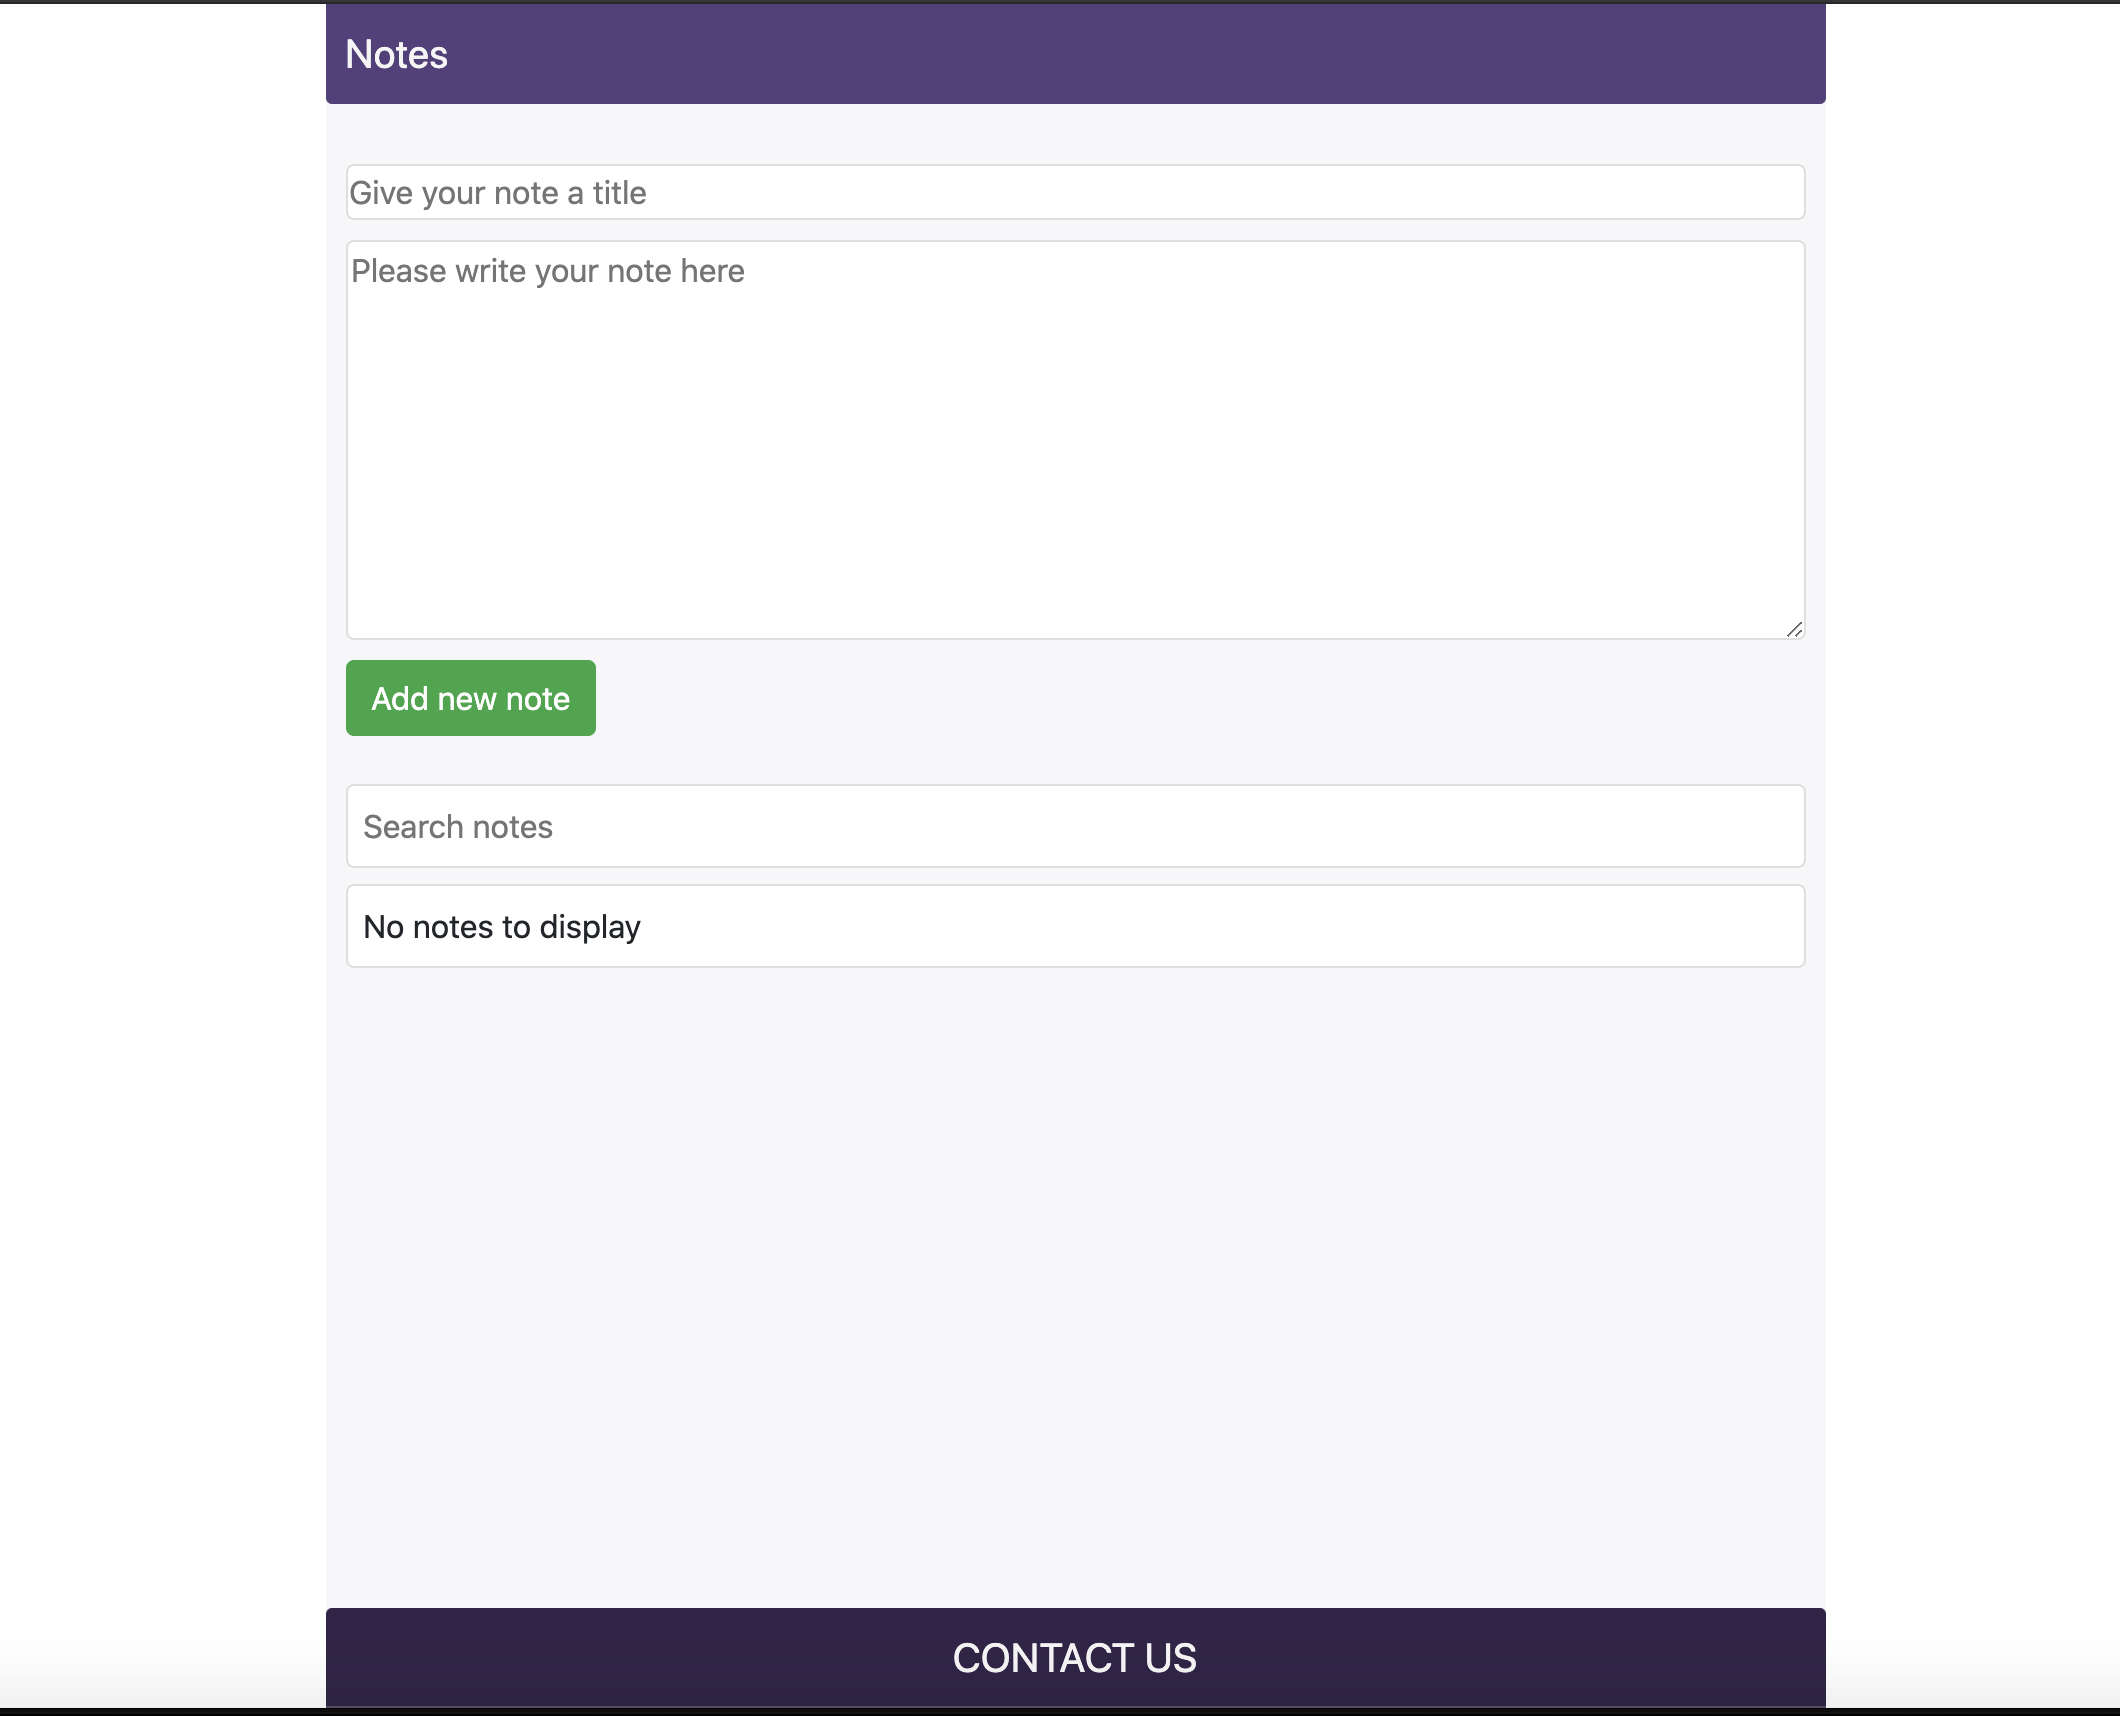 Notes
Give your note a title
Please write your note here
Add new note
Search notes
No notes to display
CONTACT US